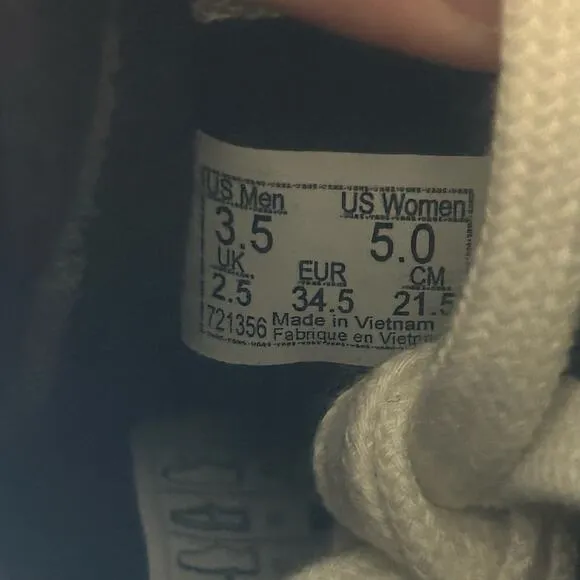 US Men US Women
3.5 5.0
UK EUR CM
2.5 34.5 21.5
721356 Made in Vietnam
Fabrique en